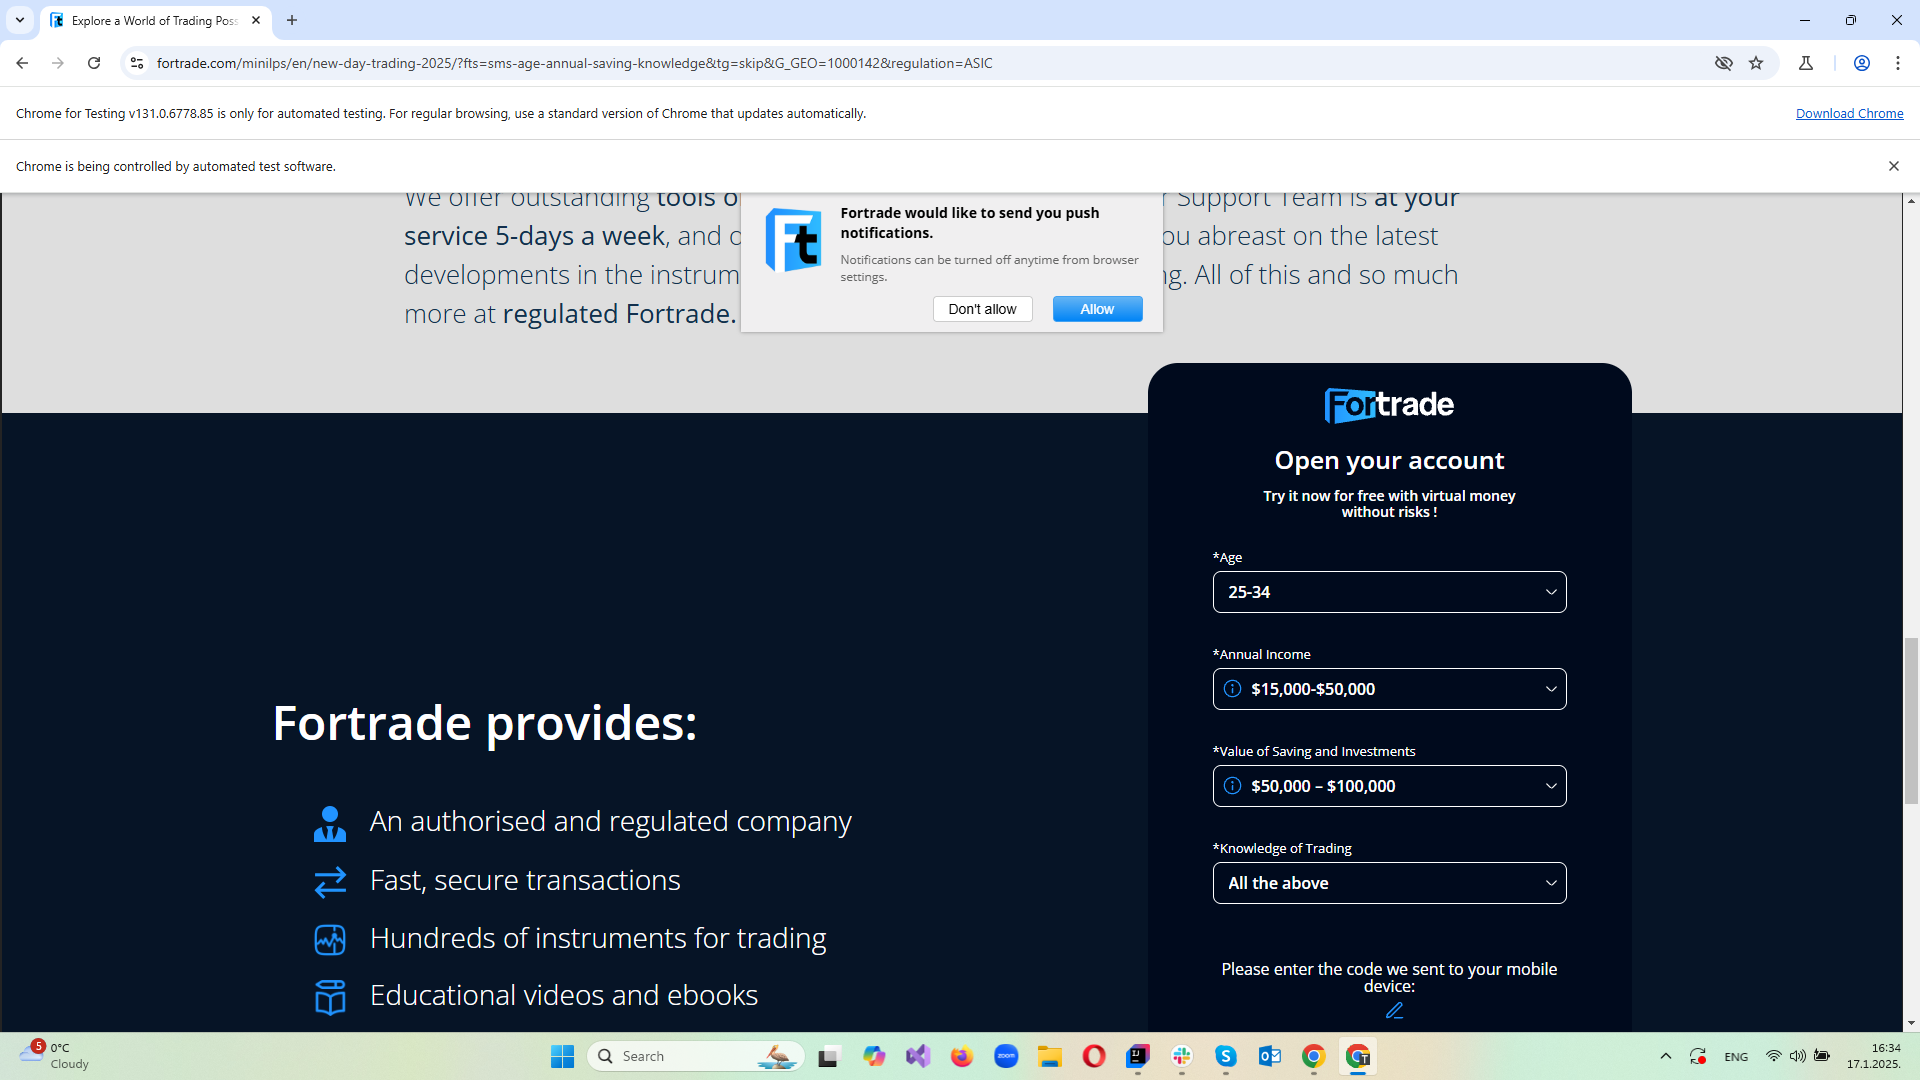 Explore a World of Trading Poss
fortrade.com/minilps/en/new-day-trading-2025/?fts=sms-age-annual-saving-knowledge&tg=skip&G_GEO=1000142&regulation=ASIC
Chrome for Testing v131.0.6778.85 is only for automated testing. For regular browsing, use a standard version of Chrome that updates automatically.
Download Chrome
Chrome is being controlled by automated test software.
We offer outstanding tools o
r Support Team is at your
service 5-days a week, and o
ou abreast on the latest
developments in the instrum
ng. All of this and so much
more at regulated Fortrade.
Ft
Fortrade would like to send you push
notifications.
Notifications can be turned off anytime from browser
settings.
Don't allow
Allow
Fortrade
Open your account
Try it now for free with virtual money
without risks !
*Age
25-34
*Annual Income
$15,000-$50,000
*Value of Saving and Investments
$50,000 – $100,000
*Knowledge of Trading
All the above
Please enter the code we sent to your mobile
device:
Fortrade provides:
An authorised and regulated company
Fast, secure transactions
Hundreds of instruments for trading
Educational videos and ebooks
5
0°C
Cloudy
Search
zoom
ENG
16:34
17.1.2025.